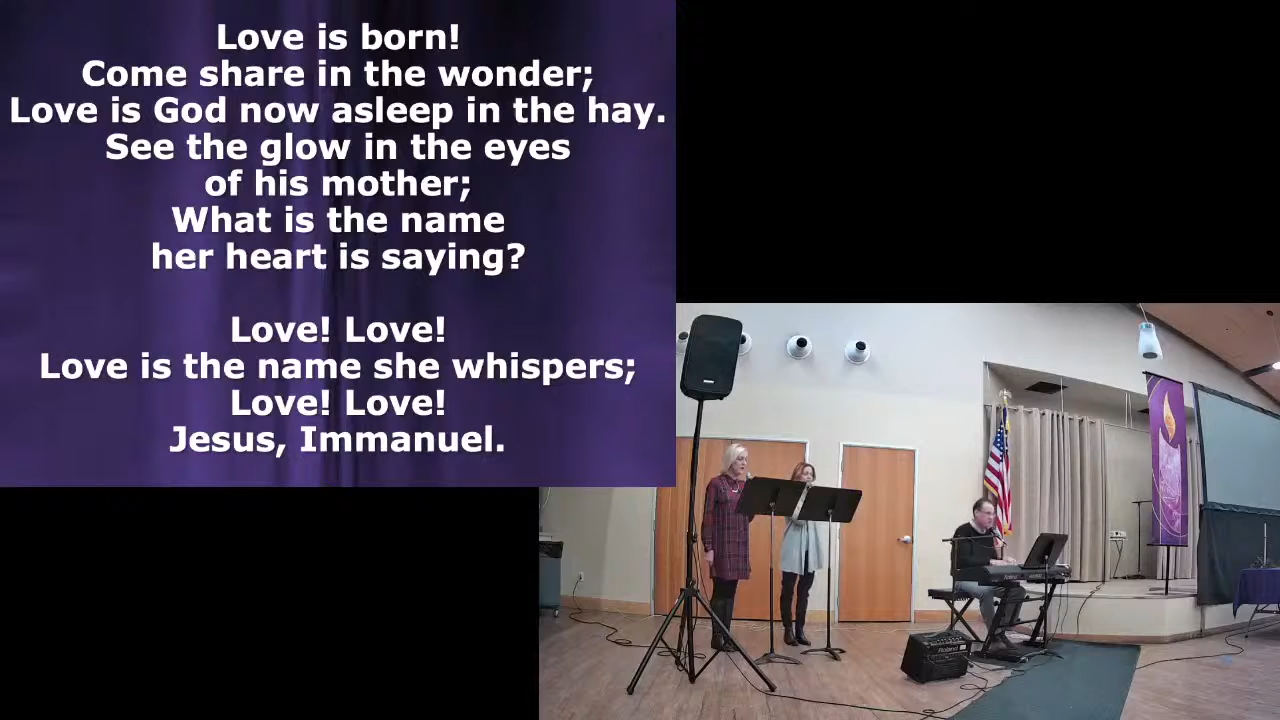 Love is born!
Come share in the wonder;
Love is God now asleep in the hay.
See the glow in the eyes
of his mother;
What is the name
her heart is saying?
Love! Love!
Love is the name she whispers;
Love! Love!
Jesus, Immanuel.
Roland
Roland